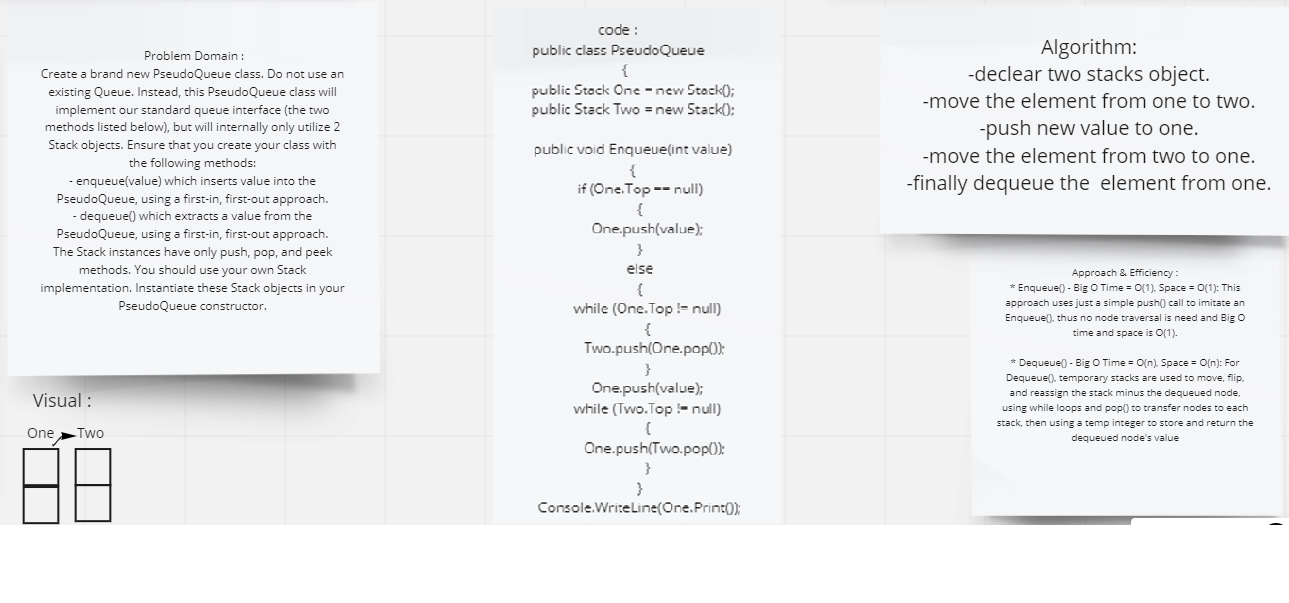 Problem Domain :
Create a brand new PseudoQueue class. Do not use an
existing Queue. Instead, this PseudoQueue class will
implement our standard queue interface (the two
methods listed below), but will internally only utilize 2
Stack objects. Ensure that you create your class with
the following methods:
- enqueue(value) which inserts value into the
PseudoQueue, using a first-in, first-out approach.
- dequeue() which extracts a value from the
PseudoQueue, using a first-in, first-out approach.
The Stack instances have only push, pop, and peek
methods. You should use your own Stack
implementation. Instantiate these Stack objects in your
PseudoQueue constructor.
Visual :
One Two
code :
public class PseudoQueue
{
public Stack One = new Stack();
public Stack Two = new Stack();
public void Enqueue(int value)
{
if (One.Top == null)
{
One.push(value);
}
else
{
while (One.Top != null)
{
Two.push(One.pop());
}
One.push(value);
while (Two.Top != null)
{
One.push(Two.pop());
}
}
Console.WriteLine(One.Print());
Algorithm:
-declear two stacks object.
-move the element from one to two.
-push new value to one.
-move the element from two to one.
-finally dequeue the element from one.
Approach & Efficiency :
* Enqueue() - Big O Time = O(1), Space = O(1): This
approach uses just a simple push() call to imitate an
Enqueue(), thus no node traversal is need and Big O
time and space is O(1).
* Dequeue() - Big O Time = O(n), Space = O(n): For
Dequeue(), temporary stacks are used to move, flip,
and reassign the stack minus the dequeued node,
using while loops and pop() to transfer nodes to each
stack, then using a temp integer to store and return the
dequeued node's value